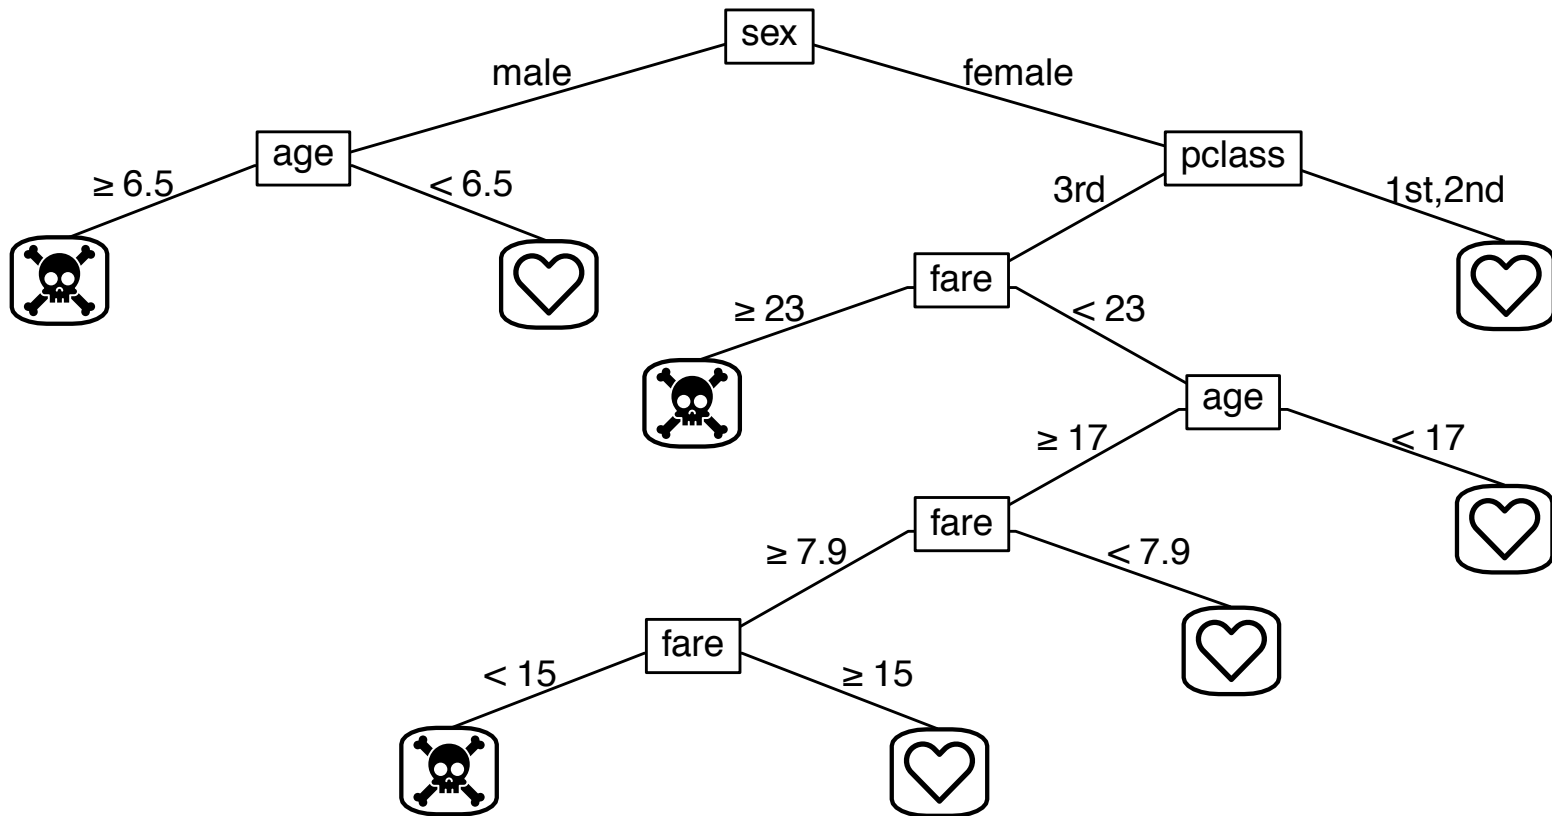 sex
male
female
age
pclass
≥ 6.5
< 6.5
3rd
1st,2nd
fare
≥ 23
< 23
age
≥ 17
< 17
fare
≥ 7.9
< 7.9
fare
< 15
≥ 15